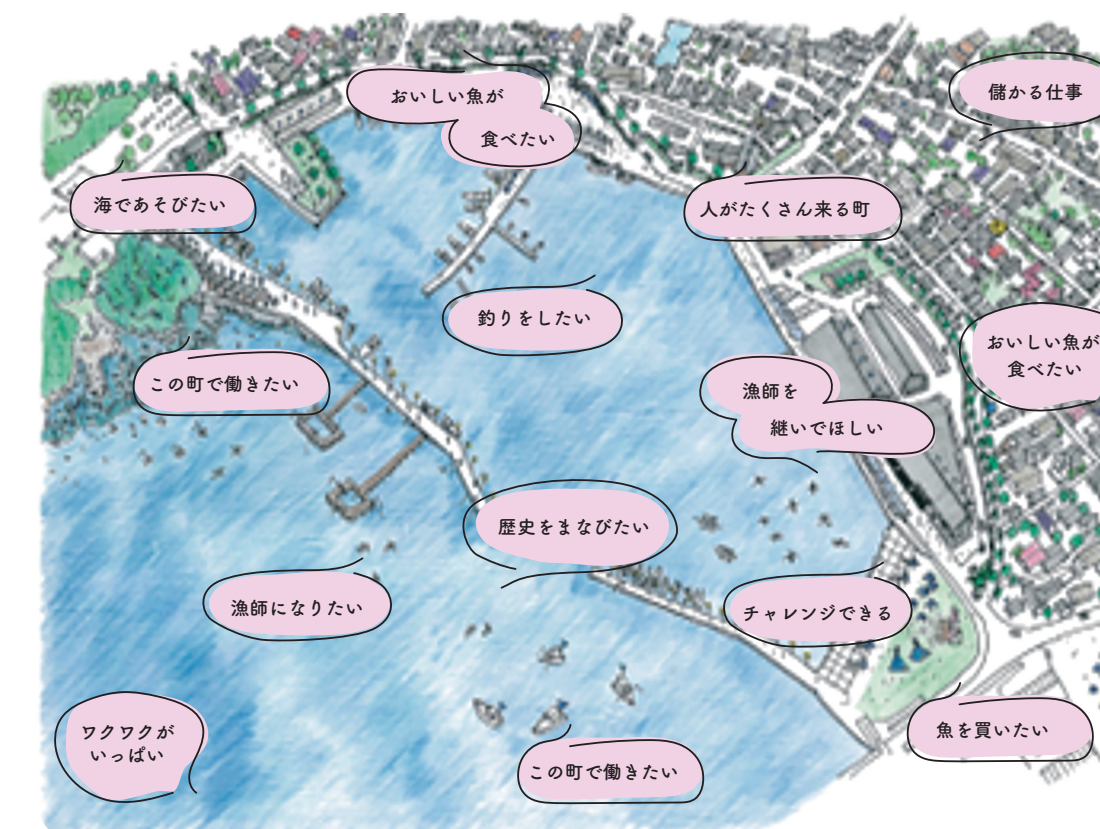 おいしい魚が
食べたい
儲かる仕事
海であそびたい
人がたくさん来る町
釣りをしたい
おいしい魚が
食べたい
この町で働きたい
漁師を
継いでほしい
歴史をまなびたい
漁師になりたい
チャレンジできる
ワクワクが
いっぱい
魚を買いたい
この町で働きたい